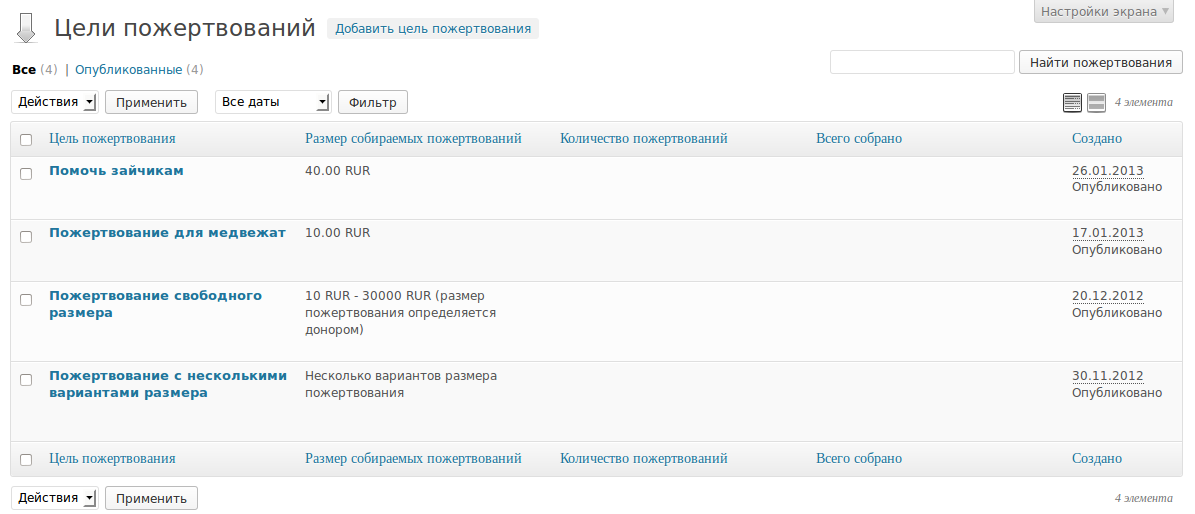 Настройки экрана
Цели пожертвований Добавить цель пожертвования
Все (4) | Опубликованные (4)
Найти пожертвования
Действия Применить Все даты Фильтр 4 элемента
Цель пожертвования Размер собираемых пожертвований Количество пожертвований Всего собрано Создано
Помочь зайчикам 40.00 RUR 26.01.2013
Опубликовано
Пожертвование для медвежат 10.00 RUR 17.01.2013
Опубликовано
Пожертвование свободного 10 RUR - 30000 RUR (размер 20.12.2012
размера пожертвования определяется Опубликовано
донором)
Пожертвование с несколькими Несколько вариантов размера 30.11.2012
вариантами размера пожертвования Опубликовано
Цель пожертвования Размер собираемых пожертвований Количество пожертвований Всего собрано Создано
Действия Применить 4 элемента